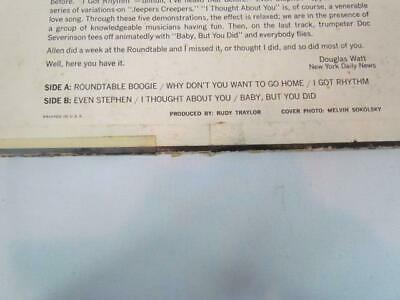 before. "I Got Rhythm"
series of variations on "Jeepers Creepers." "I Thought About You" is, of course, a venerable
love song. Through these five demonstrations, the effect is relaxed; we are in the presence of
a group of knowledgeable musicians having fun. Then, on the last track, trumpeter Doc
Severinson tees off animatedly with "Baby, But You Did" and everybody flies.
Allen did a week at the Roundtable and I missed it, or thought I did, and so did most of you.
Well, here you have it.
Douglas Watt
New York Daily News
SIDE A: ROUNDTABLE BOOGIE / WHY DON'T YOU WANT TO GO HOME / I GOT RHYTHM
SIDE B: EVEN STEPHEN / I THOUGHT ABOUT YOU / BABY, BUT YOU DID
PRINTED IN U.S.A.
PRODUCED BY: RUDY TRAYLOR
COVER PHOTO: MELVIN SOKOLSKY